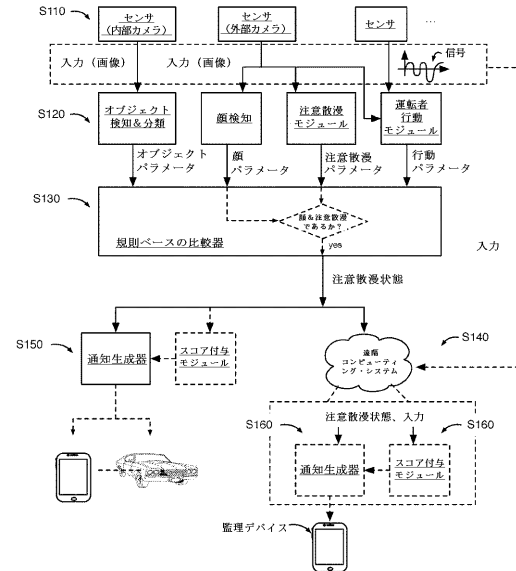 S110
センサ
(内部カメラ)
センサ
(外部カメラ)
センサ
…
入力(画像)
入力(画像)
信号
S120
オブジェクト
検知&分類
顔検知
注意散漫
モジュール
運転者
行動
モジュール
オブジェクト
パラメータ
顔
パラメータ
注意散漫
パラメータ
行動
パラメータ
S130
顔&注意散漫
であるか?
yes
規則ベースの比較器
入力
注意散漫状態
S150
通知生成器
スコア付与
モジュール
遠隔
コンピューティ
ング・システム
S140
注意散漫状態、入力
S160
S160
通知生成器
スコア付与
モジュール
監理デバイス